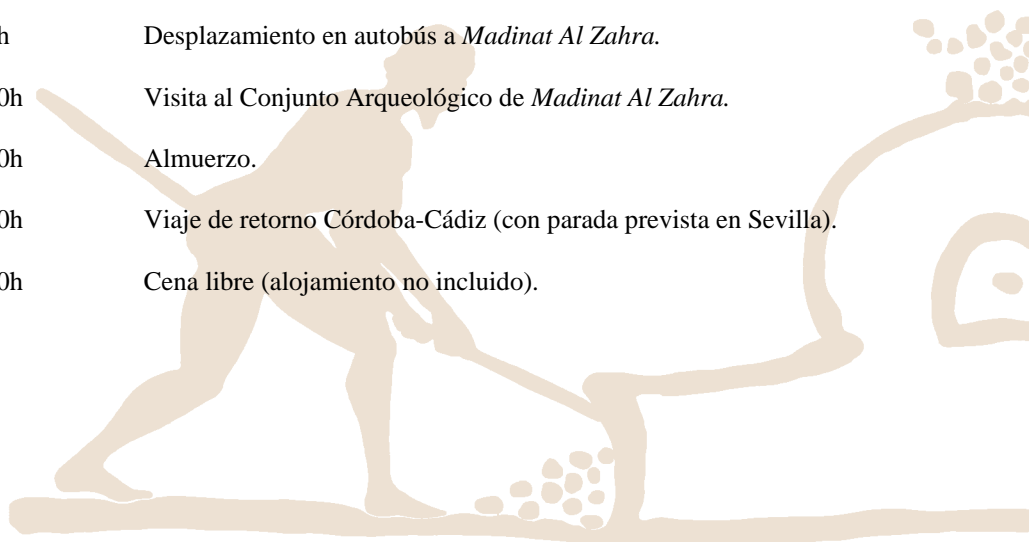 h Desplazamiento en autobús a Madinat Al Zahra.
0h Visita al Conjunto Arqueológico de Madinat Al Zahra.
0h Almuerzo.
0h Viaje de retorno Córdoba-Cádiz (con parada prevista en Sevilla).
0h Cena libre (alojamiento no incluido).